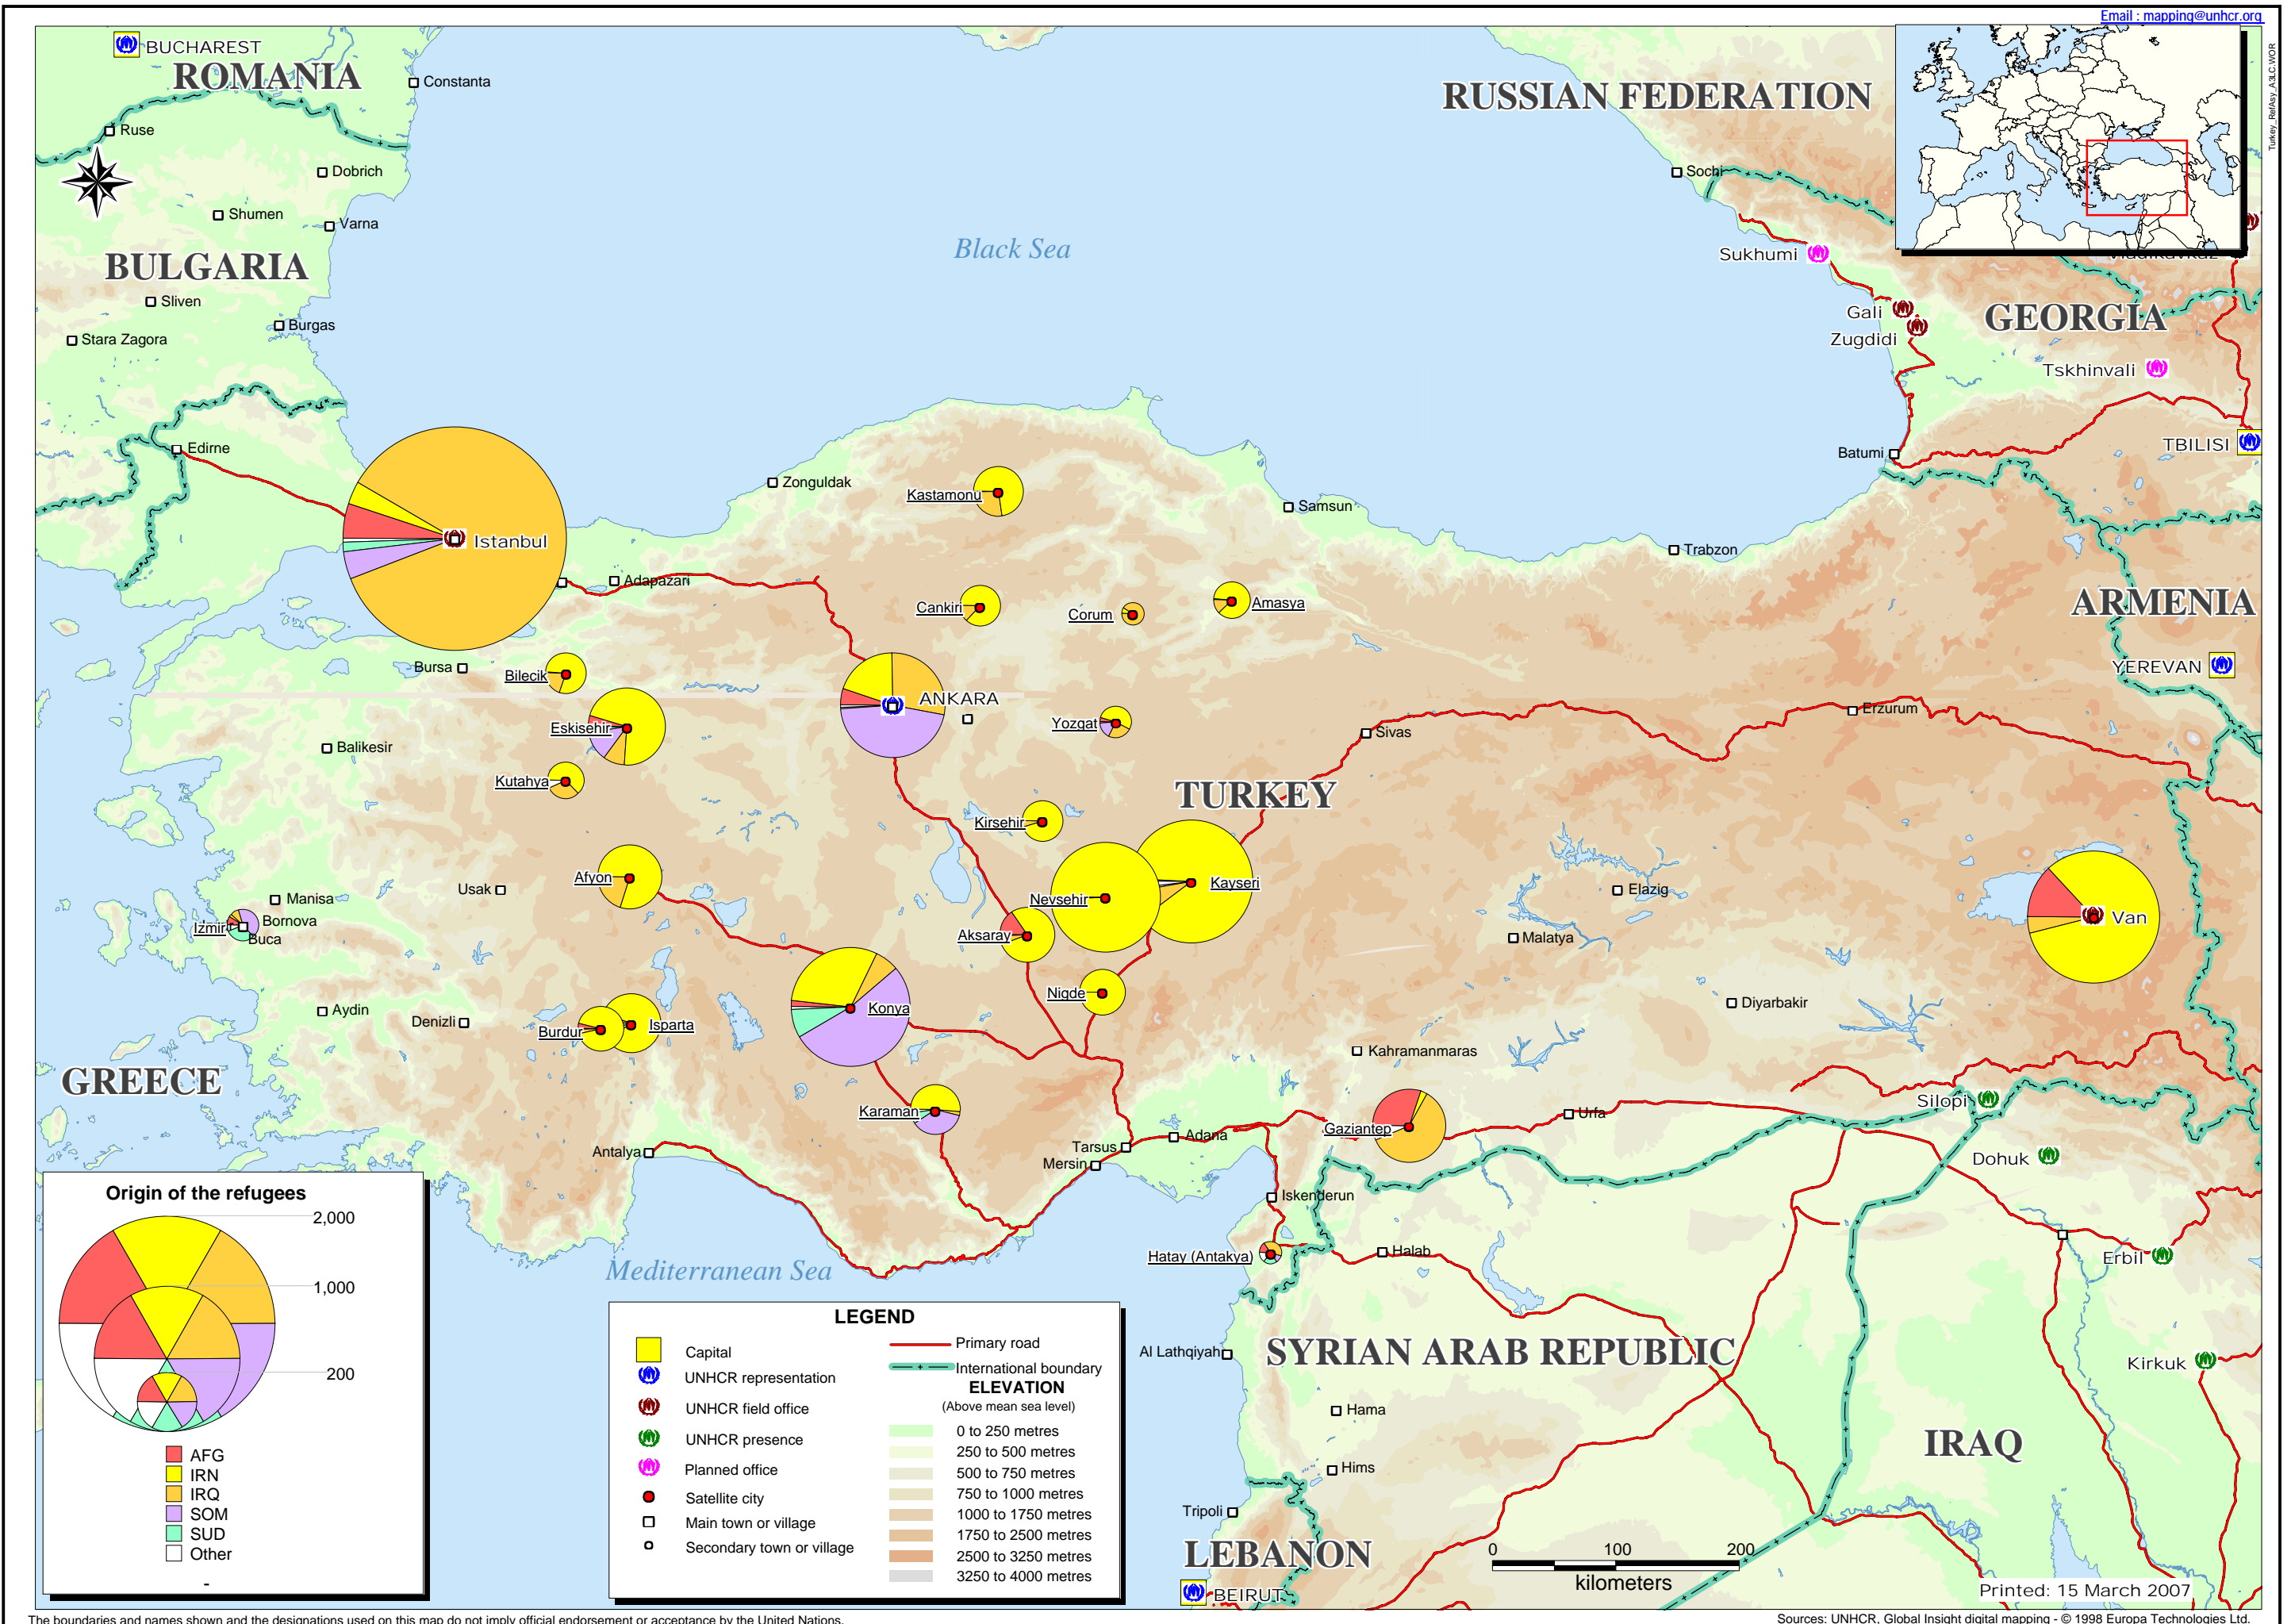 Email : mapping@unhcr.org
Turkey_RefAsy_A3LC.WOR
BUCHAREST
ROMANIA
Constanta
RUSSIAN FEDERATION
Ruse
Dobrich
Sochi
Shumen
Varna
Black Sea
Sukhumi
BULGARIA
Sliven
Gali
GEORGIA
Burgas
Zugdidi
Stara Zagora
Tskhinvali
Edirne
TBILISI
Batumi
Zonguldak
Kastamonu
Samsun
Istanbul
Trabzon
Adapazari
Cankiri
Corum
Amasya
ARMENIA
Bursa
Bilecik
YEREVAN
ANKARA
Erzurum
Eskisehir
Yozgat
Sivas
Balikesir
Kutahya
TURKEY
Kirsehir
Afyon
Usak
Kayseri
Elazig
Manisa
Nevsehir
Bornova
Izmir
Van
Buca
Aksaray
Malatya
Nigde
Diyarbakir
Aydin
Konya
Denizli
Burdur
Isparta
Kahramanmaras
GREECE
Silopi
Karaman
Urfa
Gaziantep
Adana
Tarsus
Antalya
Mersin
Dohuk
Iskenderun
Hatay (Antakya)
Halab
Erbil
Mediterranean Sea
Al Lathqiyah
SYRIAN ARAB REPUBLIC
Kirkuk
Hama
IRAQ
Hims
Tripoli
LEBANON
BEIRUT
Origin of the refugees
2,000
1,000
200
AFG
IRN
IRQ
SOM
SUD
Other
-
LEGEND
Capital
UNHCR representation
UNHCR field office
UNHCR presence
Planned office
Satellite city
Main town or village
Secondary town or village
Primary road
International boundary
ELEVATION
(Above mean sea level)
0 to 250 metres
250 to 500 metres
500 to 750 metres
750 to 1000 metres
1000 to 1750 metres
1750 to 2500 metres
2500 to 3250 metres
3250 to 4000 metres
0 100 200
kilometers
Printed: 15 March 2007
The boundaries and names shown and the designations used on this map do not imply official endorsement or acceptance by the United Nations.
Sources: UNHCR, Global Insight digital mapping - © 1998 Europa Technologies Ltd.